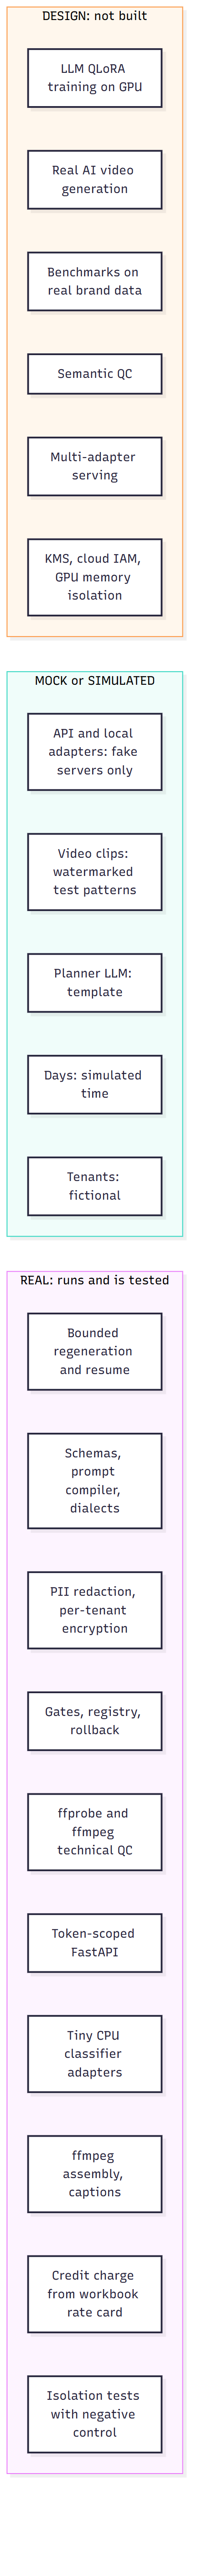 DESIGN: not built
LLM QLoRA
training on GPU
Real AI video
generation
Benchmarks on
real brand data
Semantic QC
Multi-adapter
serving
KMS, cloud IAM,
GPU memory
isolation
MOCK or SIMULATED
API and local
adapters: fake
servers only
Video clips:
watermarked
test patterns
Planner LLM:
template
Days: simulated
time
Tenants:
fictional
REAL: runs and is tested
Bounded
regeneration
and resume
Schemas,
prompt
compiler,
dialects
PII redaction,
per-tenant
encryption
Gates, registry,
rollback
ffprobe and
ffmpeg
technical QC
Token-scoped
FastAPI
Tiny CPU
classifier
adapters
ffmpeg
assembly,
captions
Credit charge
from workbook
rate card
Isolation tests
with negative
control